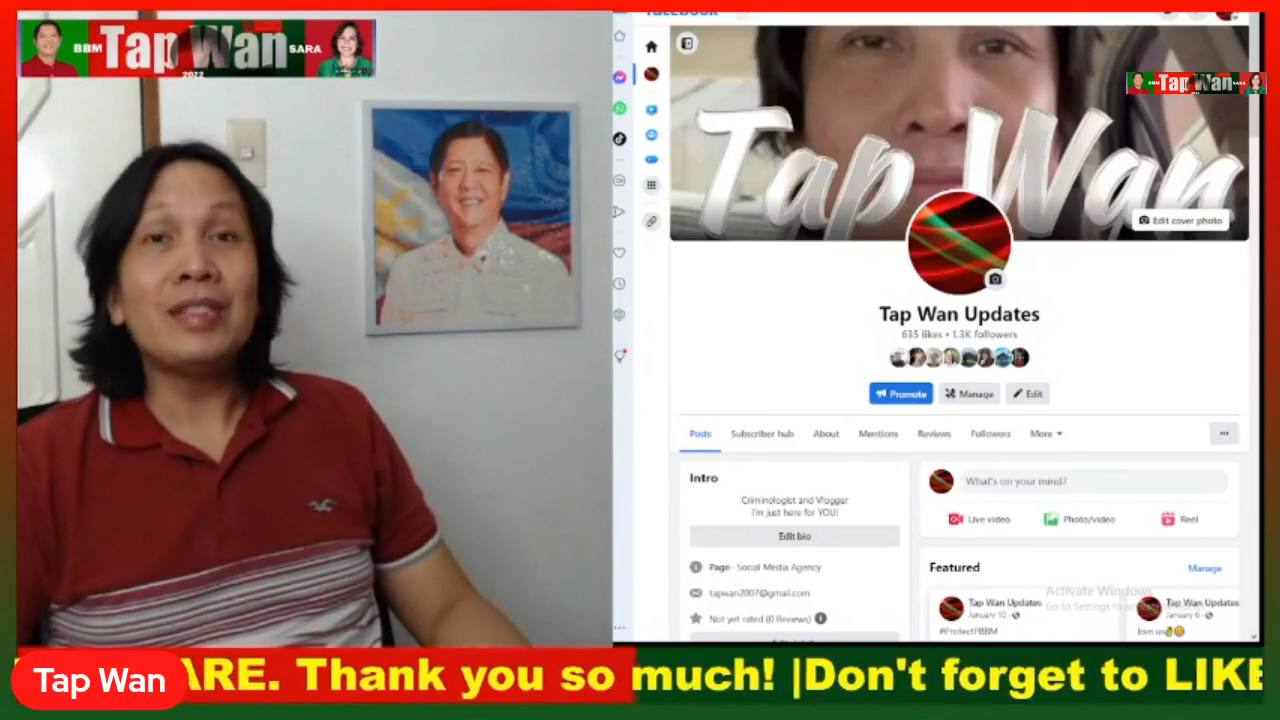 BBM Tap Wan SARA
2022
facebook
BBM Tap Wan SARA
Tap Wan
Edit cover photo
Tap Wan Updates
635 likes • 1.3K followers
Promote
Manage
Edit
Posts
Subscriber hub
About
Mentions
Reviews
Followers
More
Intro
Criminologist and Vlogger
I'm just here for YOU!
Edit bio
Page · Social Media Agency
tapwan2007@gmail.com
Not yet rated (0 Reviews)
What's on your mind?
Live video
Photo/video
Reel
Featured
Manage
Activate Windows
Go to Settings to
Tap Wan Updates
January 10 ·
#ProtectPBBM
Tap Wan Updates
January 6 ·
Join us
Tap Wan
ARE. Thank you so much! |Don't forget to LIKE